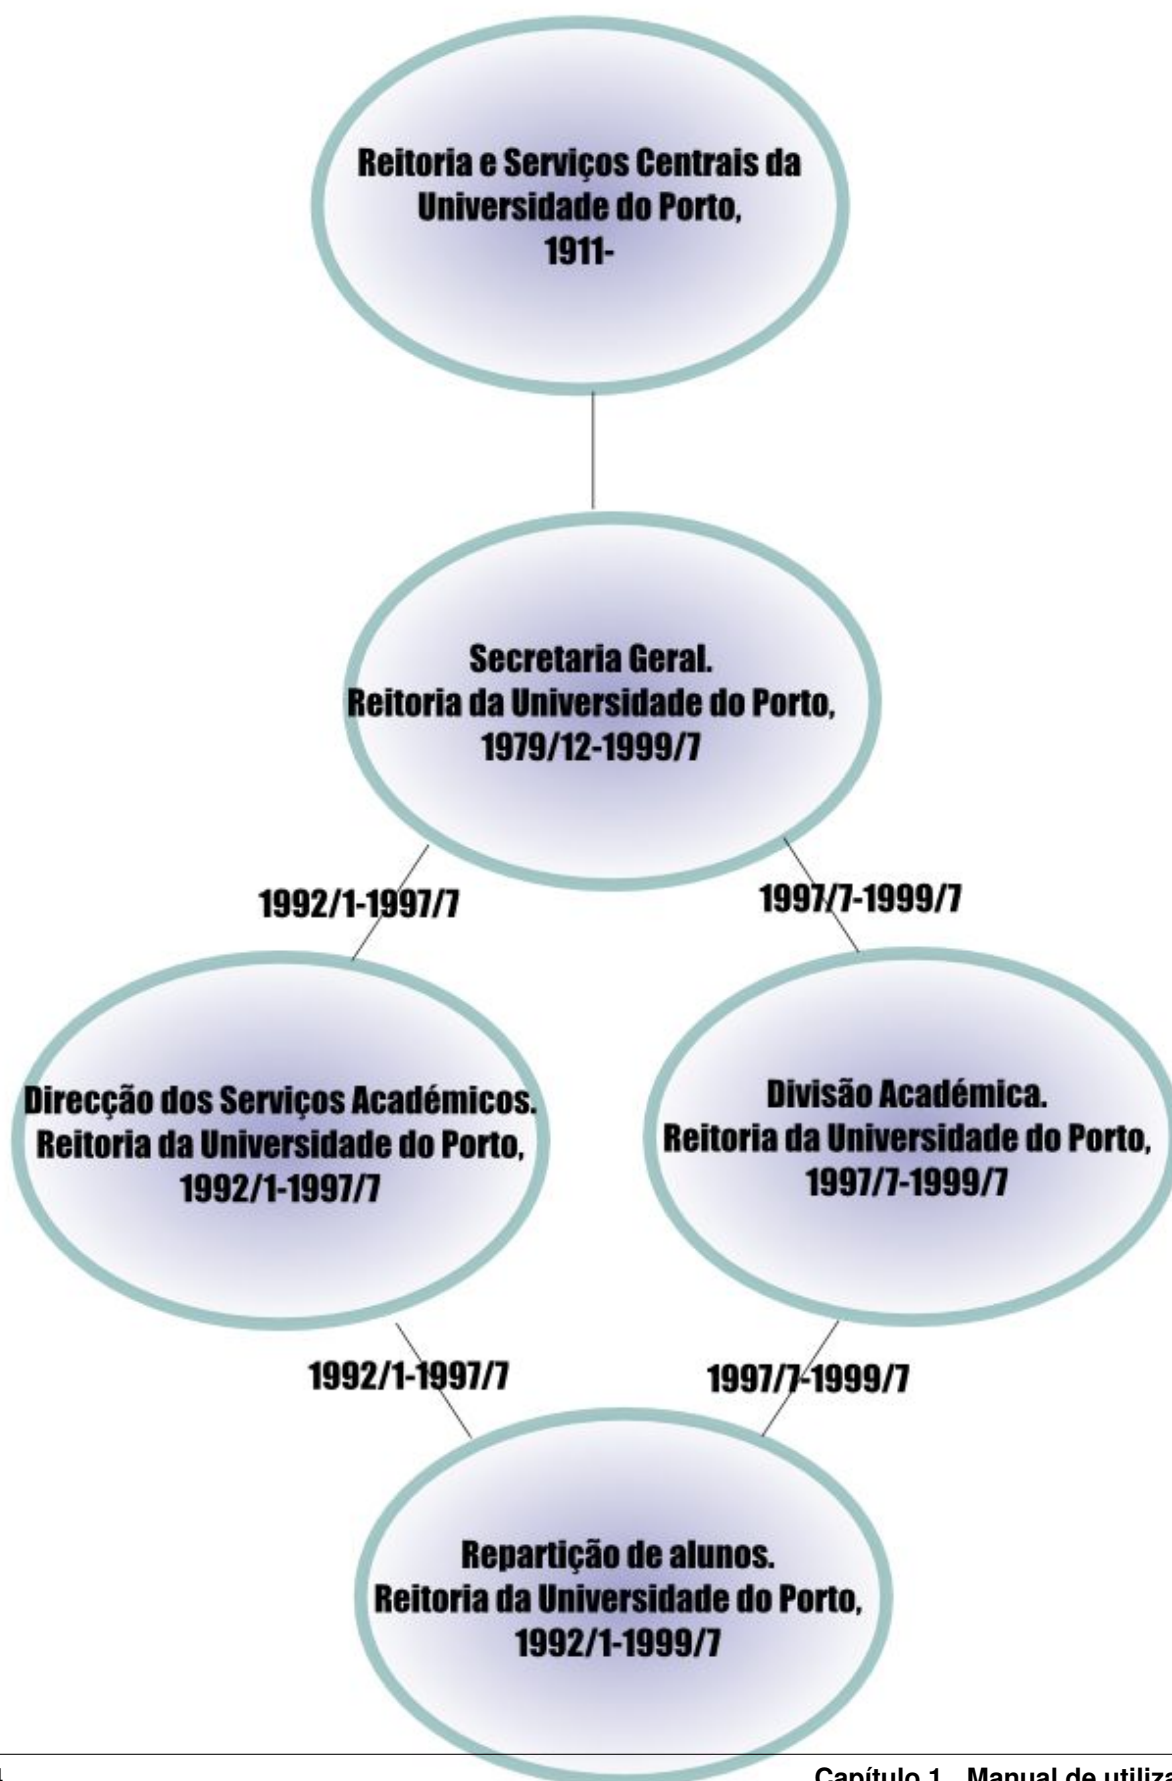 Reitoria e Serviços Centrais da
Universidade do Porto,
1911-
Secretaria Geral.
Reitoria da Universidade do Porto,
1979/12-1999/7
1992/1-1997/7
1997/7-1999/7
Direcção dos Serviços Académicos.
Reitoria da Universidade do Porto,
1992/1-1997/7
Divisão Académica.
Reitoria da Universidade do Porto,
1997/7-1999/7
1992/1-1997/7
1997/7-1999/7
Repartição de alunos.
Reitoria da Universidade do Porto,
1992/1-1999/7
Capítulo 1. Manual de